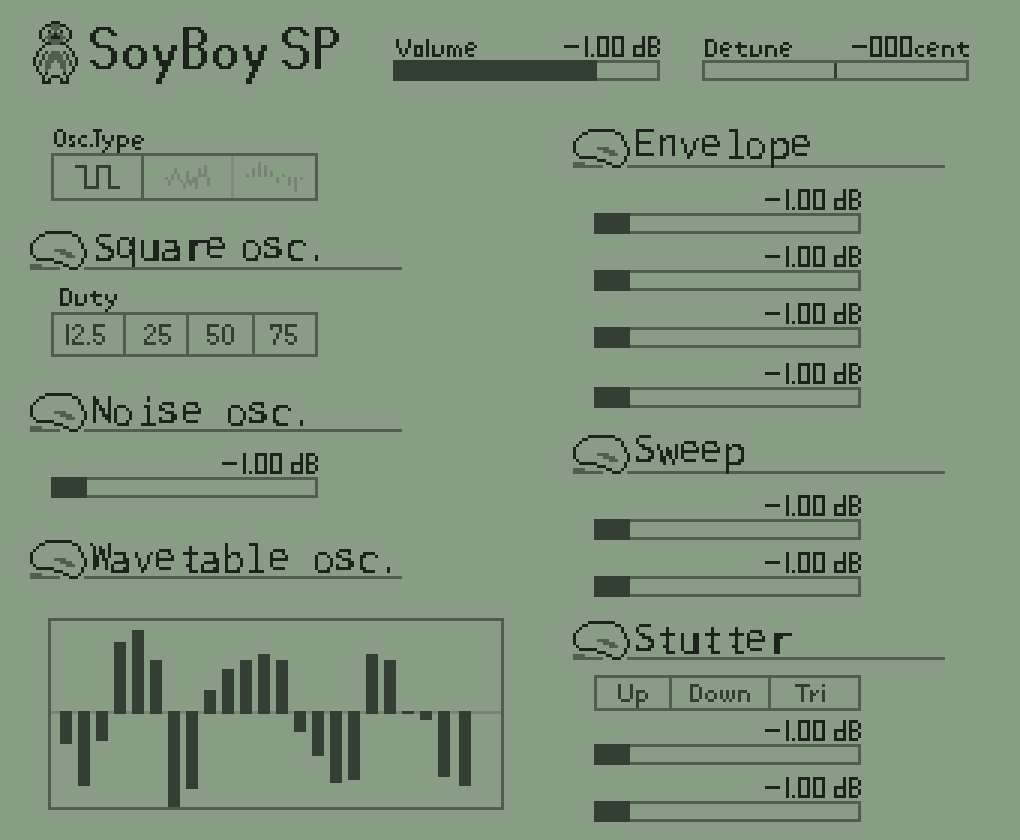 SoyBoy SP
Volume -1.00 dB
Detune -000cent
Osc.Type
Square osc.
Duty
12.5 25 50 75
Noise osc.
-1.00 dB
Wavetable osc.
Envelope
-1.00 dB
-1.00 dB
-1.00 dB
-1.00 dB
Sweep
-1.00 dB
-1.00 dB
Stutter
Up Down Tri
-1.00 dB
-1.00 dB